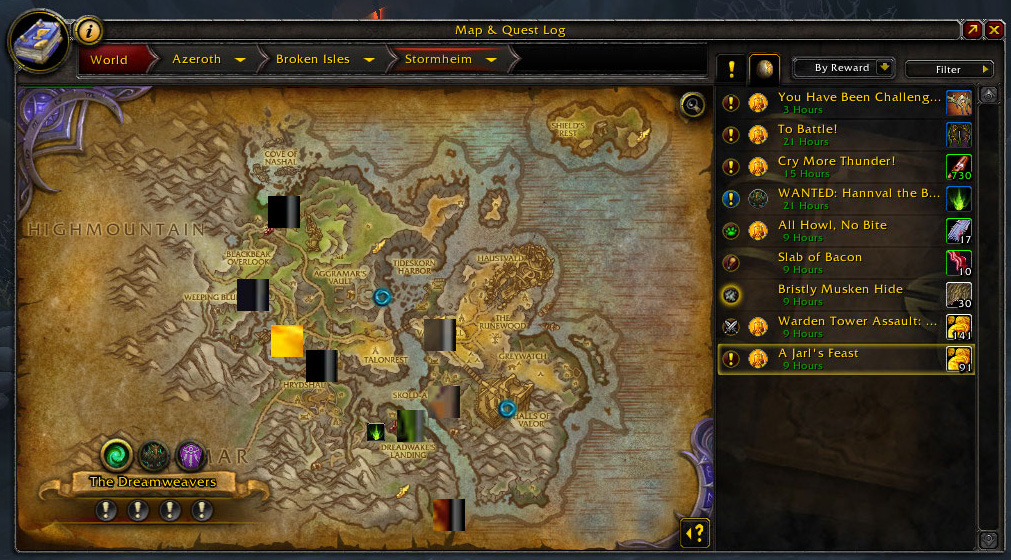 Map & Quest Log
World Azeroth Broken Isles Stormheim
By Reward Filter
You Have Been Challeng...
3 Hours
To Battle!
21 Hours
Cry More Thunder!
15 Hours
730
WANTED: Hannval the B...
21 Hours
All Howl, No Bite
9 Hours
17
Slab of Bacon
9 Hours
10
Bristly Musken Hide
9 Hours
30
Warden Tower Assault: ...
9 Hours
141
A Jarl's Feast
9 Hours
91
SHIELD'S
REST
COVE OF
NASHAL
HIGHMOUNTAIN
BLACKBEAK
OVERLOOK
TIDESKORN
HARBOR
HAUSTVALD
AGGRAMAR'S
VAULT
WEEPING
THE
RUNEWOOD
TALONREST
GREYWATCH
HALLS OF
VALOR
DREADWAKE'S
LANDING
The Dreamweavers